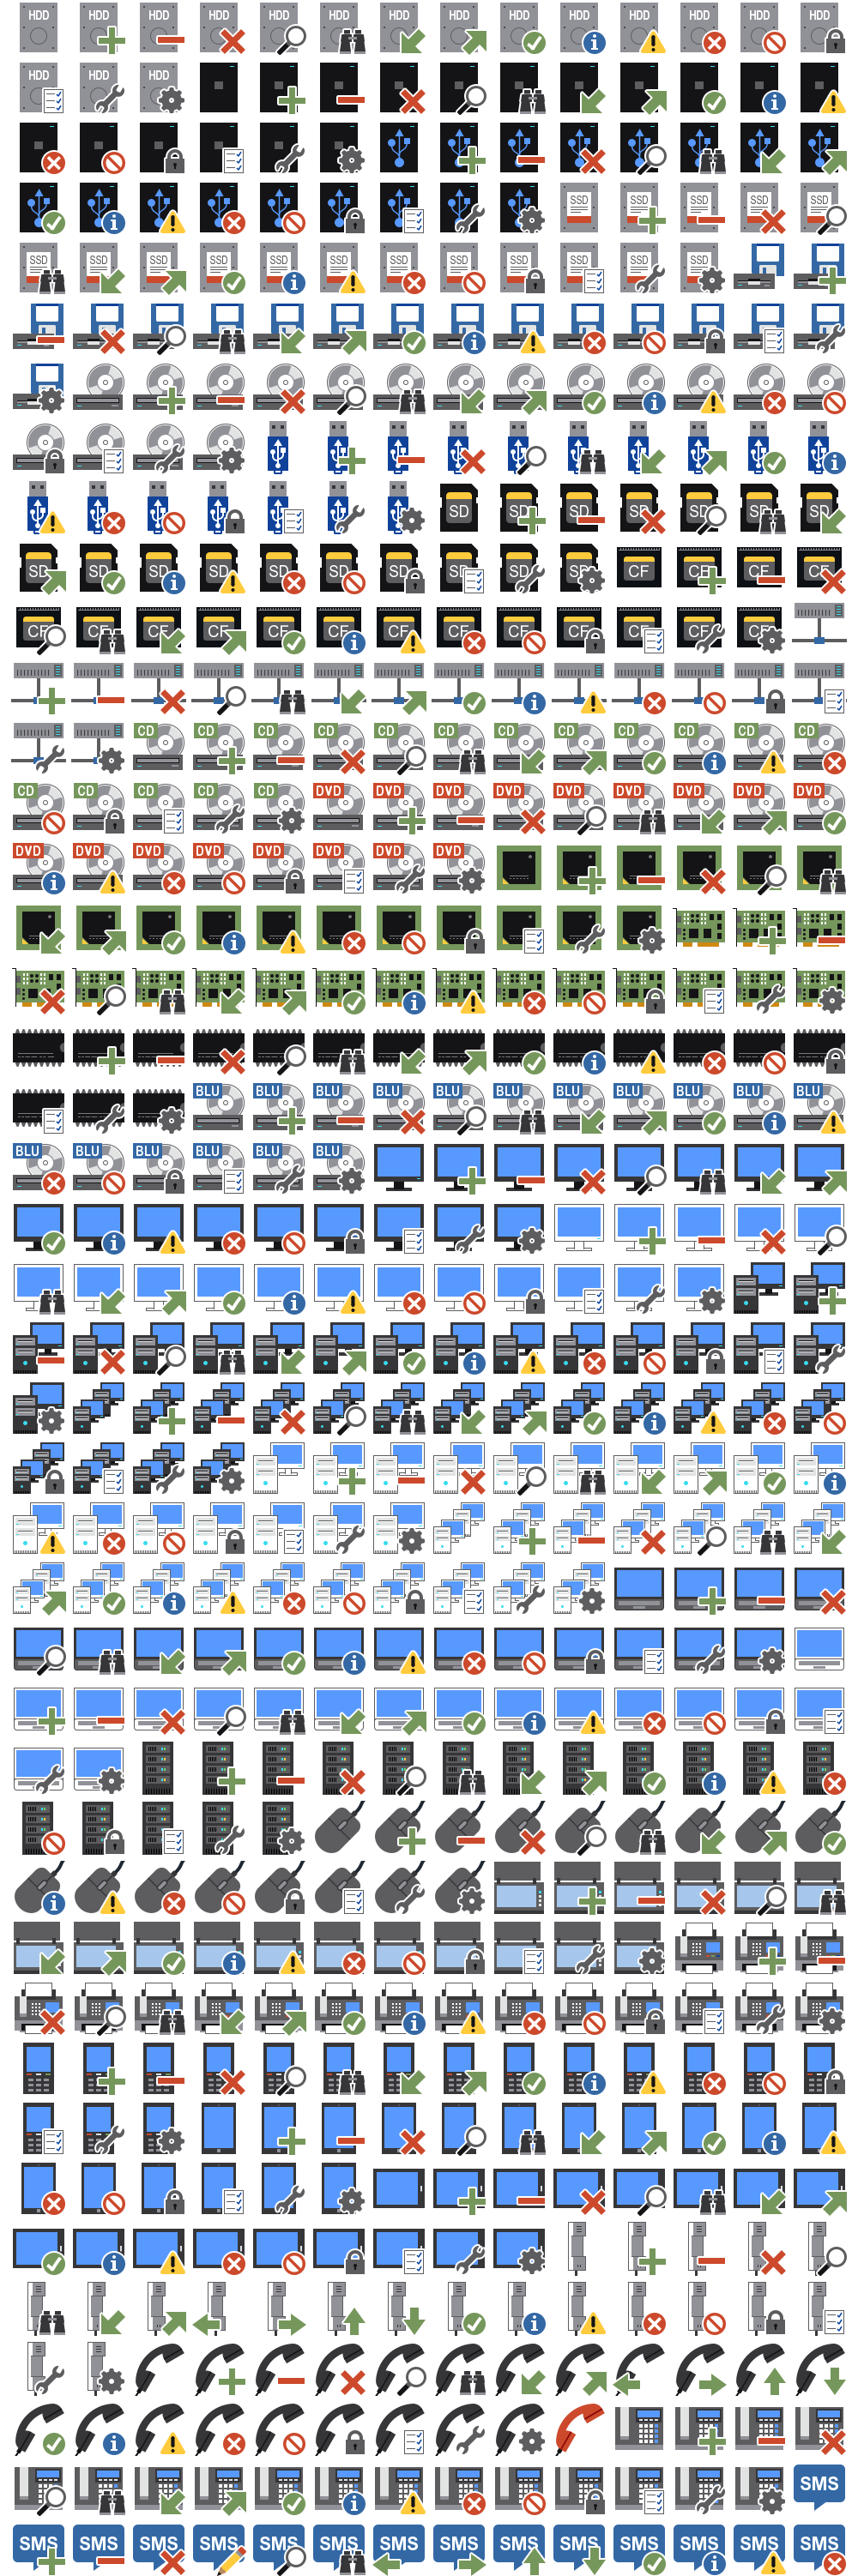 HDD HDD HDD HDD HDD HDD HDD HDD HDD HDD HDD HDD HDD HDD
HDD HDD HDD
SSD SSD SSD SSD SSD
SSD SSD SSD SSD SSD SSD SSD SSD SSD SSD SSD SSD
SD SD SD SD SD SD SD
SD SD SD SD SD SD SD SD SD SD CF CF CF CF
CF CF CF CF CF CF CF CF CF CF CF CF CF
CD CD CD CD CD CD CD CD CD CD CD CD
CD CD CD CD CD DVD DVD DVD DVD DVD DVD DVD DVD DVD
DVD DVD DVD DVD DVD DVD DVD DVD
BLU BLU BLU BLU BLU BLU BLU BLU BLU BLU BLU
BLU BLU BLU BLU BLU BLU
SMS
SMS SMS SMS SMS SMS SMS SMS SMS SMS SMS SMS SMS SMS SMS